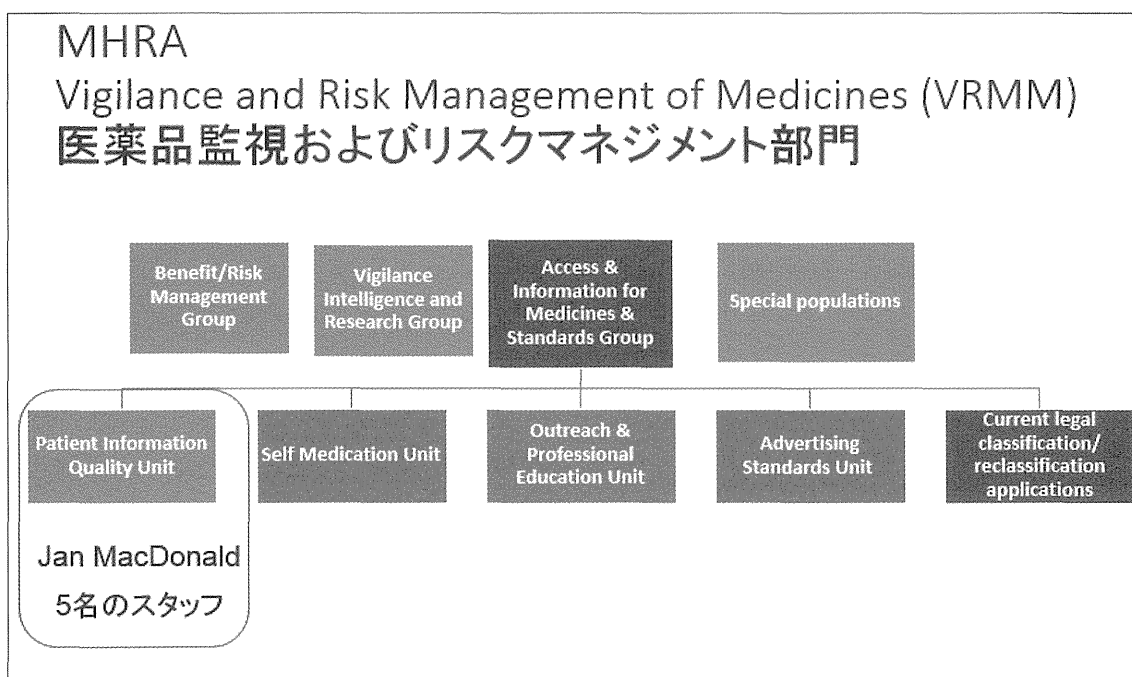 MHRA
Vigilance and Risk Management of Medicines (VRMM)
医薬品監視およびリスクマネジメント部門
Benefit/Risk
Management
Group
Vigilance
Intelligence and
Research Group
Access &
Information for
Medicines &
Standards Group
Special populations
Patient Information
Quality Unit
Self Medication Unit
Outreach &
Professional
Education Unit
Advertising
Standards Unit
Current legal
classification/
reclassification
applications
Jan MacDonald
5名のスタッフ